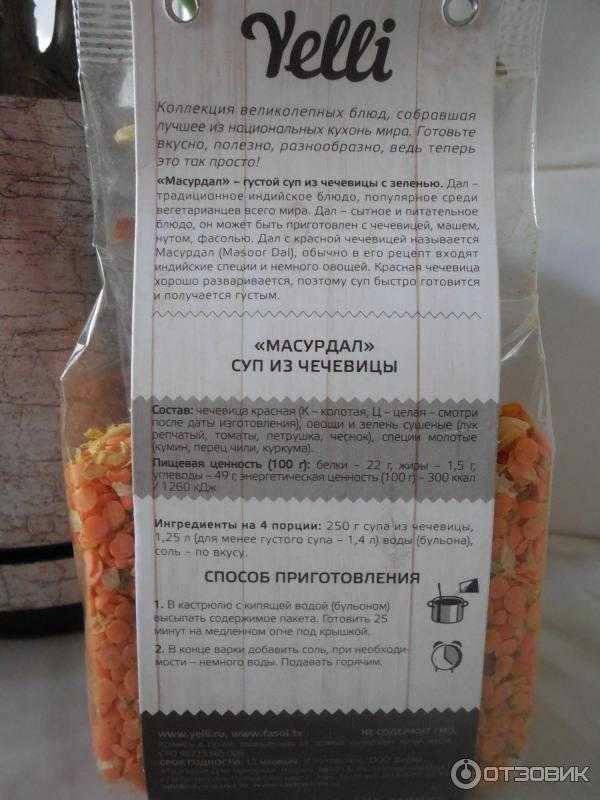 Yelli
Коллекция великолепных блюд, собравшая
лучшее из национальных кухонь мира. Готовьте
вкусно, полезно, разнообразно, ведь теперь
это так просто!
«Масурдал» – густой суп из чечевицы с зеленью. Дал –
традиционное индийское блюдо, популярное среди
вегетарианцев всего мира. Дал – сытное и питательное
блюдо, он может быть приготовлен с чечевицей, машем,
нутом, фасолью. Дал с красной чечевицей называется
Масурдал (Masoor Dal), обычно в его рецепт входят
индийские специи и немного овощей. Красная чечевица
хорошо разваривается, поэтому суп быстро готовится
и получается густым.
«МАСУРДАЛ»
СУП ИЗ ЧЕЧЕВИЦЫ
Состав: чечевица красная (К – колотая, Ц – целая – смотри
после даты изготовления), овощи и зелень сушеные (лук
репчатый, томаты, петрушка, чеснок), специи молотые
(кумин, перец чили, куркума).
Пищевая ценность (100 г): белки – 22 г, жиры – 1,5 г,
углеводы – 49 г, энергетическая ценность (100 г) – 300 ккал
/ 1260 кДж
Ингредиенты на 4 порции: 250 г супа из чечевицы,
1,25 л (для менее густого супа – 1,4 л) воды (бульона),
соль – по вкусу.
СПОСОБ ПРИГОТОВЛЕНИЯ
1. В кастрюлю с кипящей водой (бульоном)
высыпать содержимое пакета. Готовить 25
минут на медленном огне под крышкой.
2. В конце варки добавить соль, при необходи-
мости – немного воды. Подавать горячим.
www.yelli.ru, www.fasol.tv НЕ СОДЕРЖИТ ГМО.
СРОК ГОДНОСТИ: 12 месяцев.
ОТЗОВИК